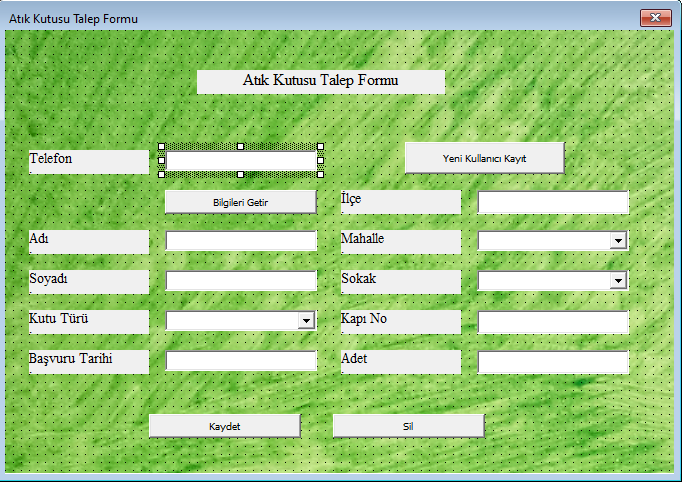 Atık Kutusu Talep Formu
Atık Kutusu Talep Formu
Telefon
Yeni Kullanıcı Kayıt
Bilgileri Getir
İlçe
Adı
Mahalle
Soyadı
Sokak
Kutu Türü
Kapı No
Başvuru Tarihi
Adet
Kaydet
Sil